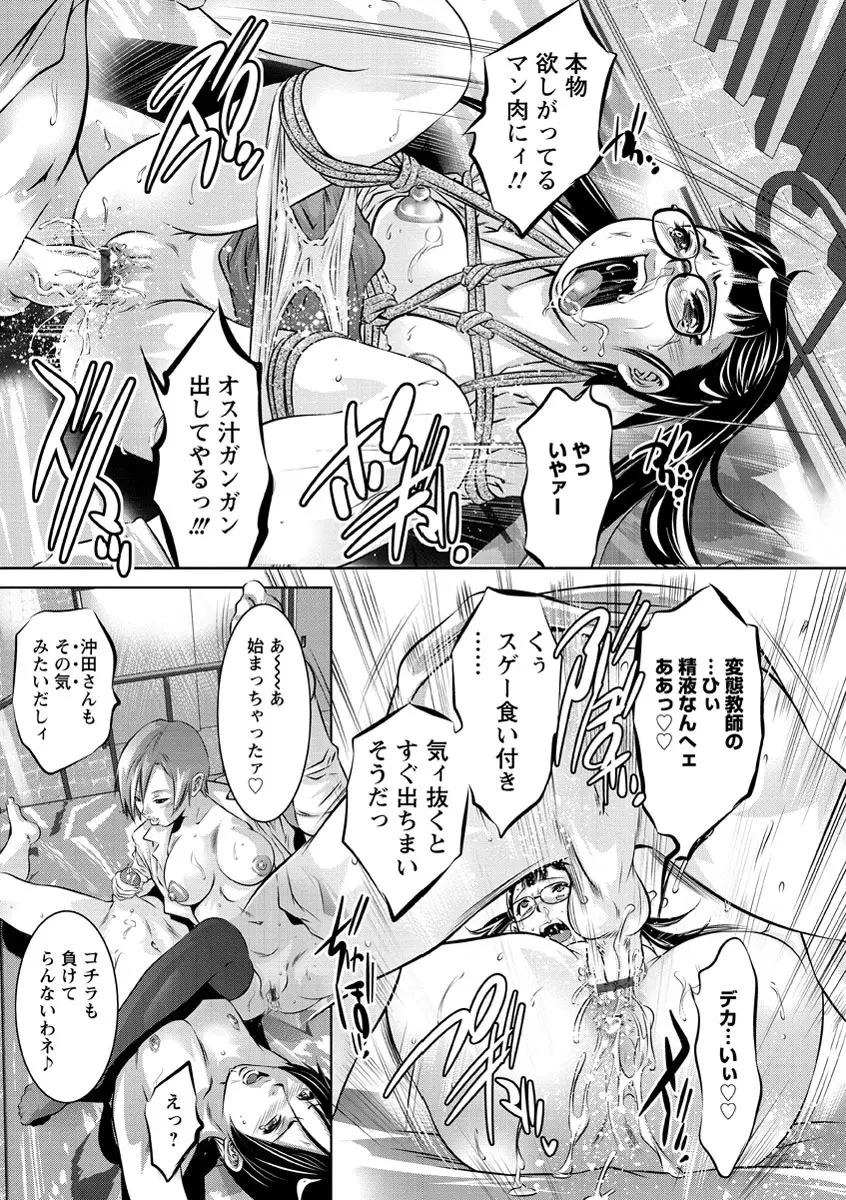 本物
欲しがってる
マン肉にィ!!
オス汁ガンガン
出してやるっ!!!
やっ
いやァー
変態教師の
…ひぃ
精液なんへェ
ああっ♡♡
くぅ
スゲー食い付き
……
気ィ抜くと
すぐ出ちまい
そうだっ
デカ…いぃ♡♡
あ〜〜あ
始まっちゃったァ♡
沖田さんも
その気
みたいだしィ
コチラも
負けて
らんないわネ♪
えっ?